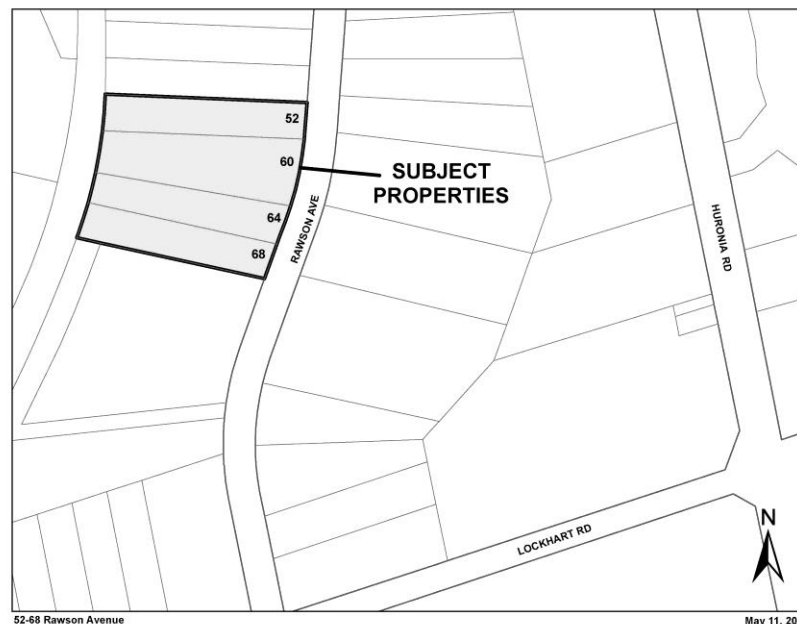 52
60
SUBJECT
PROPERTIES
64
68
RAWSON AVE
HURONIA RD
LOCKHART RD
N
52-68 Rawson Avenue
May 11, 20